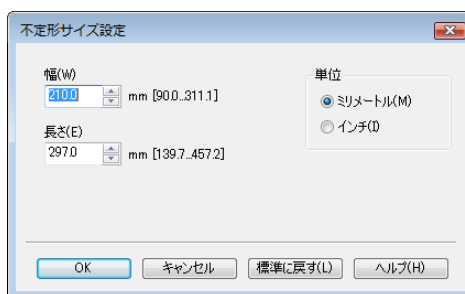 不定形サイズ設定
幅(W)
210.0 mm [90.0..311.1]
長さ(E)
297.0 mm [139.7..457.2]
単位
ミリメートル(M)
インチ(I)
OK キャンセル 標準に戻す(L) ヘルプ(H)